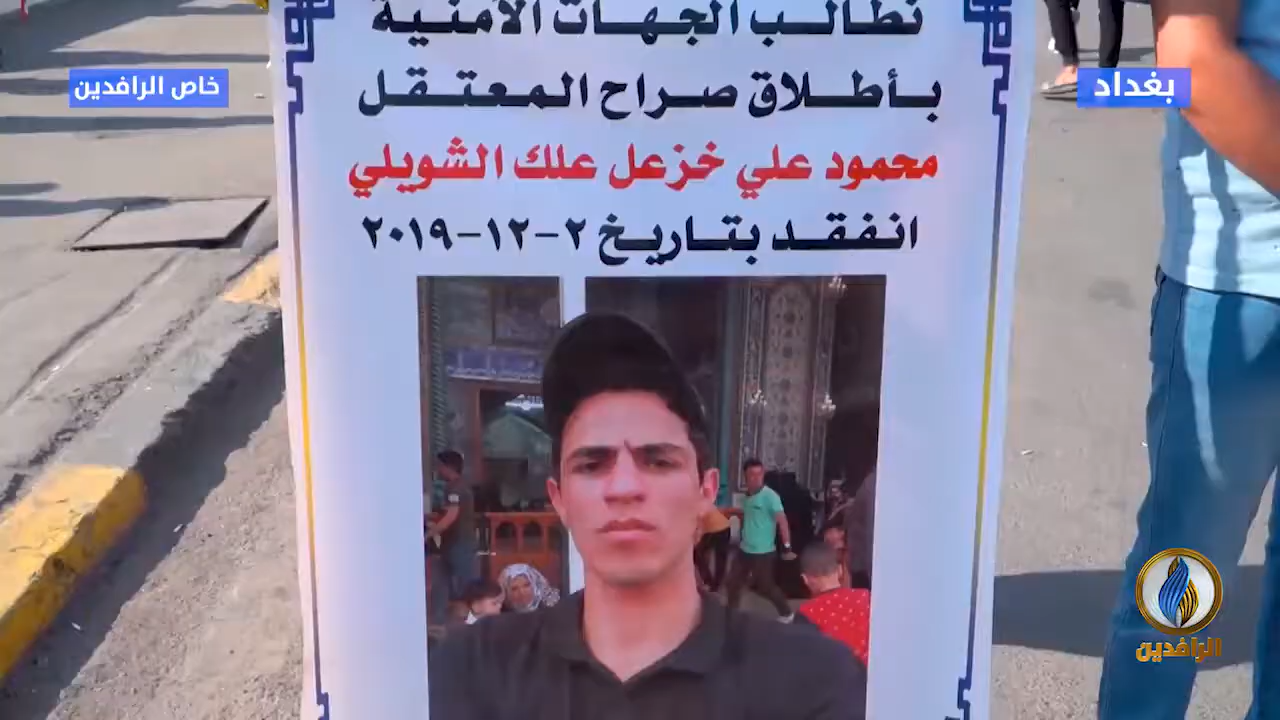 نطالب الجهات الأمنية
بأطلاق صراح المعتقل
محمود علي خزعل علك الشويلي
انفقد بتاريخ ٢-١٢-٢٠١٩
خاص الرافدين
بغداد
الرافدين